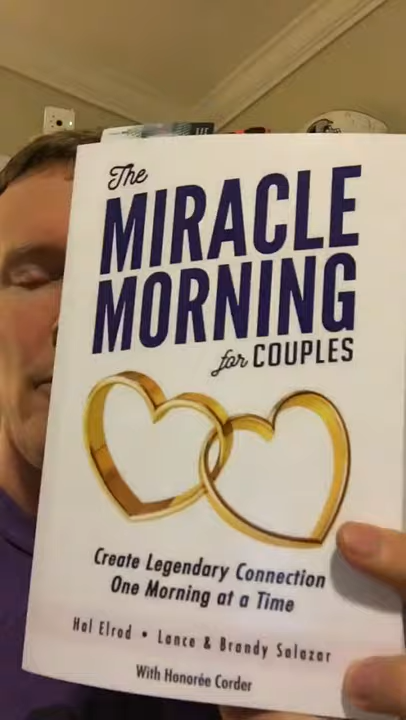 The
MIRACLE
MORNING
for COUPLES
Create Legendary Connection
One Morning at a Time
Hal Elrod • Lance & Brandy Salazar
With Honorée Corder